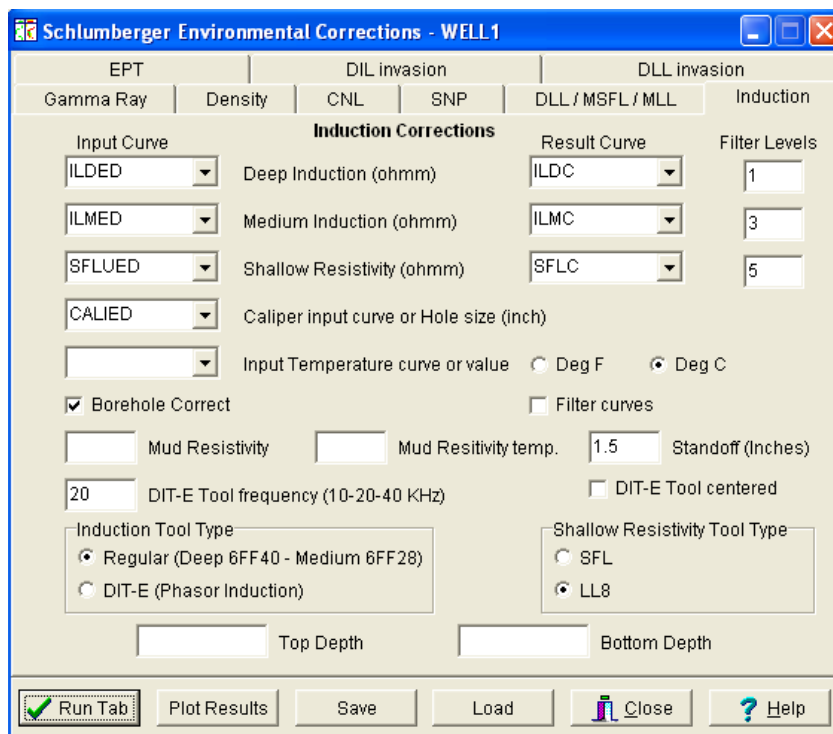 Schlumberger Environmental Corrections - WELL1
EPT DIL invasion DLL invasion
Gamma Ray Density CNL SNP DLL / MSFL / MLL Induction
Induction Corrections
Input Curve Result Curve Filter Levels
ILDED Deep Induction (ohmm) ILDC 1
ILMED Medium Induction (ohmm) ILMC 3
SFLUED Shallow Resistivity (ohmm) SFLC 5
CALIED Caliper input curve or Hole size (inch)
Input Temperature curve or value Deg F Deg C
Borehole Correct Filter curves
Mud Resistivity Mud Resitivity temp. 1.5 Standoff (Inches)
20 DIT-E Tool frequency (10-20-40 KHz) DIT-E Tool centered
Induction Tool Type Shallow Resistivity Tool Type
Regular (Deep 6FF40 - Medium 6FF28) SFL
DIT-E (Phasor Induction) LL8
Top Depth Bottom Depth
Run Tab Plot Results Save Load Close ? Help